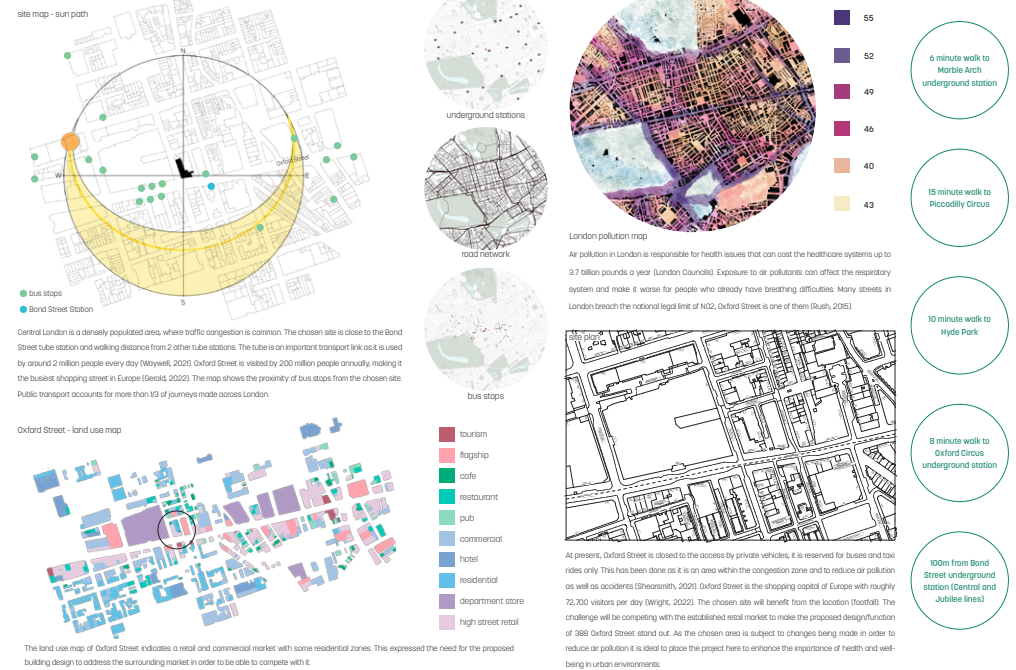 site map - sun path
N
Oxford Street
W
E
S
bus stops
Bond Street Station
Central London is a densely populated area, where traffic congestion is common. The chosen site is close to the Bond
Street tube station and walking distance from 2 other tube stations. The tube is an important transport link as it is used
by around 2 million people every day (Waywell, 2021). Oxford Street is visited by 200 million people annually, making it
the busiest shopping street in Europe (Gerald, 2022). The map shows the proximity of bus stops from the chosen site.
Public transport accounts for more than 1/3 of journeys made across London.
underground stations
road network
bus stops
Oxford Street - land use map
tourism
flagship
cafe
restaurant
pub
commercial
hotel
residential
department store
high street retail
The land use map of Oxford Street indicates a retail and commercial market with some residential zones. This expressed the need for the proposed
building design to address the surrounding market in order to be able to compete with it.
55
52
49
46
40
43
London pollution map
Air pollution in London is responsible for health issues that can cost the healthcare systems up to
3.7 billion pounds a year (London Councils). Exposure to air pollutants can affect the respiratory
system and make it worse for people who already have breathing difficulties. Many streets in
London breach the national legal limit of NO2, Oxford Street is one of them (Rush, 2015).
site plan
At present, Oxford Street is closed to the access by private vehicles, it is reserved for buses and taxi
rides only. This has been done as it is an area within the congestion zone and to reduce air pollution
as well as accidents (Shearsmith, 2021). Oxford Street is the shopping capital of Europe with roughly
72,700 visitors per day (Wright, 2022). The chosen site will benefit from the location (footfall). The
challenge will be competing with the established retail market to make the proposed design/function
of 388 Oxford Street stand out. As the chosen area is subject to changes being made in order to
reduce air pollution it is ideal to place the project here to enhance the importance of health and well-
being in urban environments.
6 minute walk to
Marble Arch
underground station
15 minute walk to
Piccadilly Circus
10 minute walk to
Hyde Park
8 minute walk to
Oxford Circus
underground station
100m from Bond
Street underground
station (Central and
Jubilee lines)